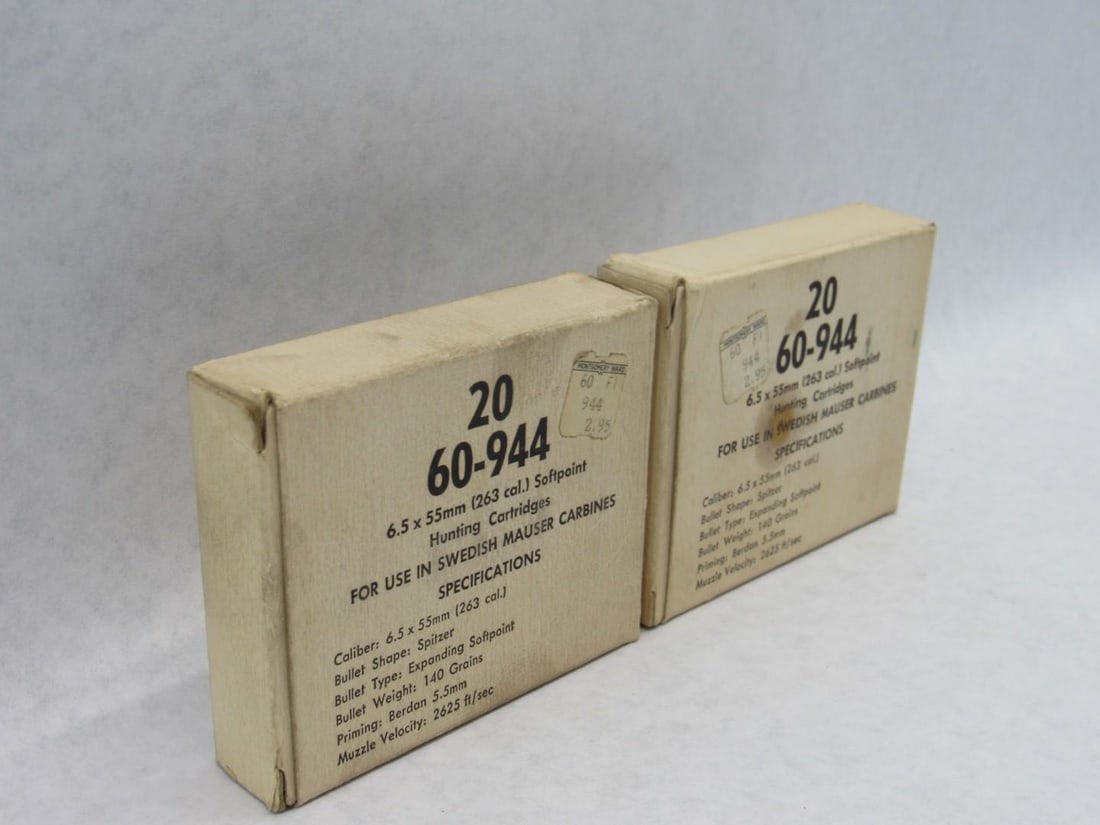 20
60-944
MONTGOMERY WARD
60 F1
944
2.95
6.5 x 55mm (263 cal.) Softpoint
Hunting Cartridges
FOR USE IN SWEDISH MAUSER CARBINES
SPECIFICATIONS
Caliber: 6.5 x 55mm (263 cal.)
Bullet Shape: Spitzer
Bullet Type: Expanding Softpoint
Bullet Weight: 140 Grains
Priming: Berdan 5.5mm
Muzzle Velocity: 2625 ft/sec
20
60-944
MONTGOMERY WARD
60 F1
944
2.95
6.5 x 55mm (263 cal.) Softpoint
Hunting Cartridges
FOR USE IN SWEDISH MAUSER CARBINES
SPECIFICATIONS
Caliber: 6.5 x 55mm (263 cal.)
Bullet Shape: Spitzer
Bullet Type: Expanding Softpoint
Bullet Weight: 140 Grains
Priming: Berdan 5.5mm
Muzzle Velocity: 2625 ft/sec